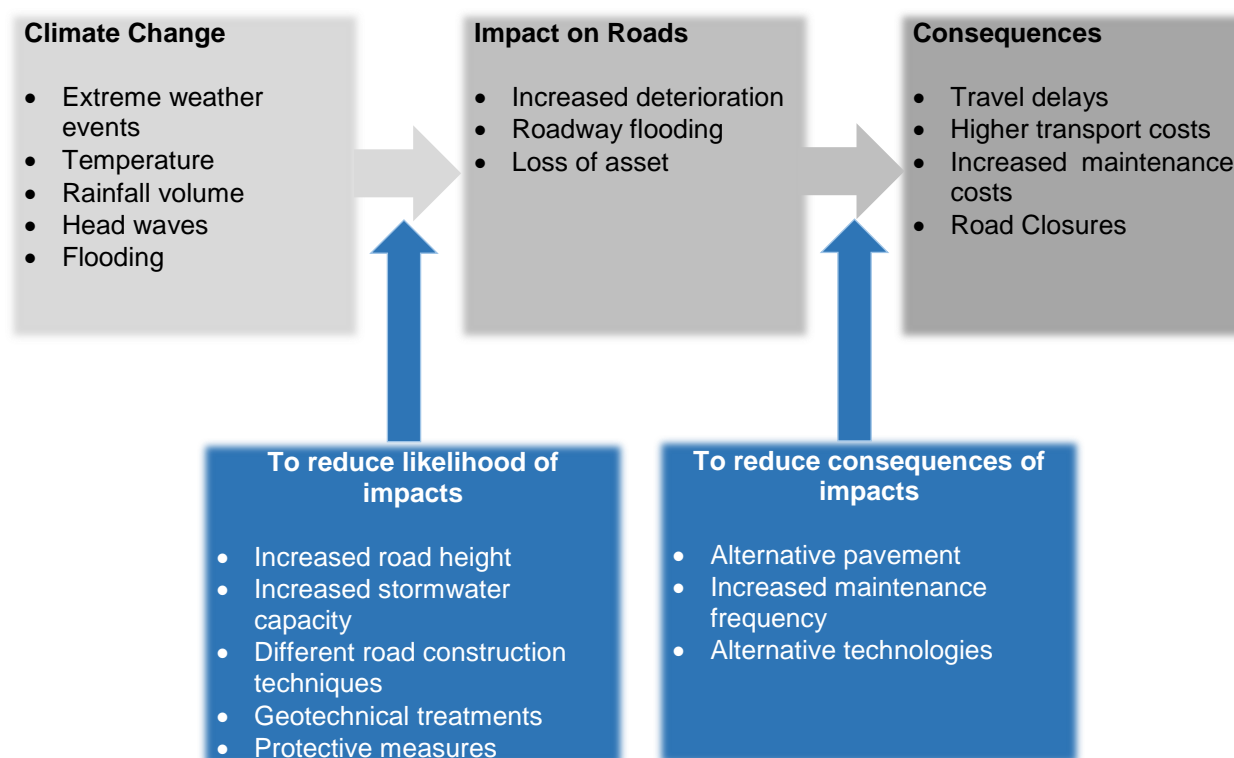 Climate Change
• Extreme weather
events
• Temperature
• Rainfall volume
• Head waves
• Flooding
Impact on Roads
• Increased deterioration
• Roadway flooding
• Loss of asset
Consequences
• Travel delays
• Higher transport costs
• Increased maintenance
costs
• Road Closures
To reduce likelihood of
impacts
• Increased road height
• Increased stormwater
capacity
• Different road construction
techniques
• Geotechnical treatments
• Protective measures
To reduce consequences of
impacts
• Alternative pavement
• Increased maintenance
frequency
• Alternative technologies